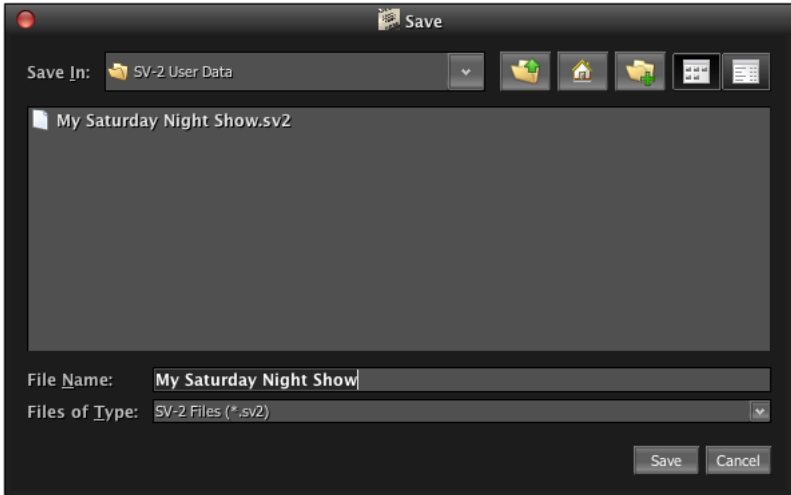 Save
Save In: SV-2 User Data
My Saturday Night Show.sv2
File Name: My Saturday Night Show
Files of Type: SV-2 Files (*.sv2)
Save Cancel